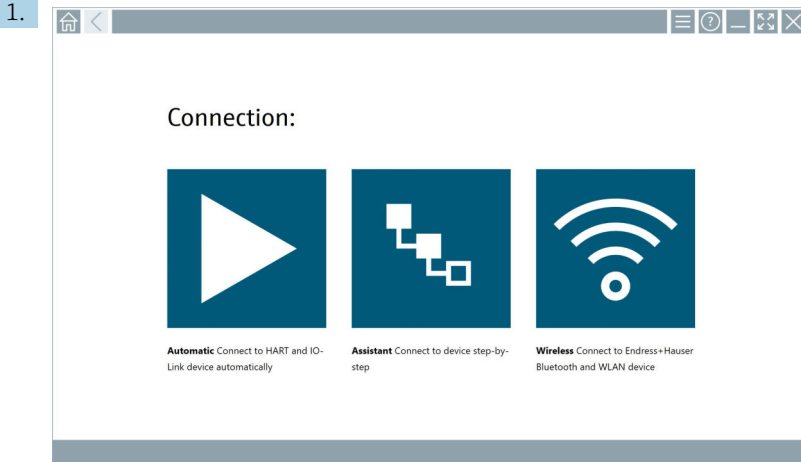 1.
Connection:
Automatic Connect to HART and IO-
Link device automatically
Assistant Connect to device step-by-
step
Wireless Connect to Endress+Hauser
Bluetooth and WLAN device